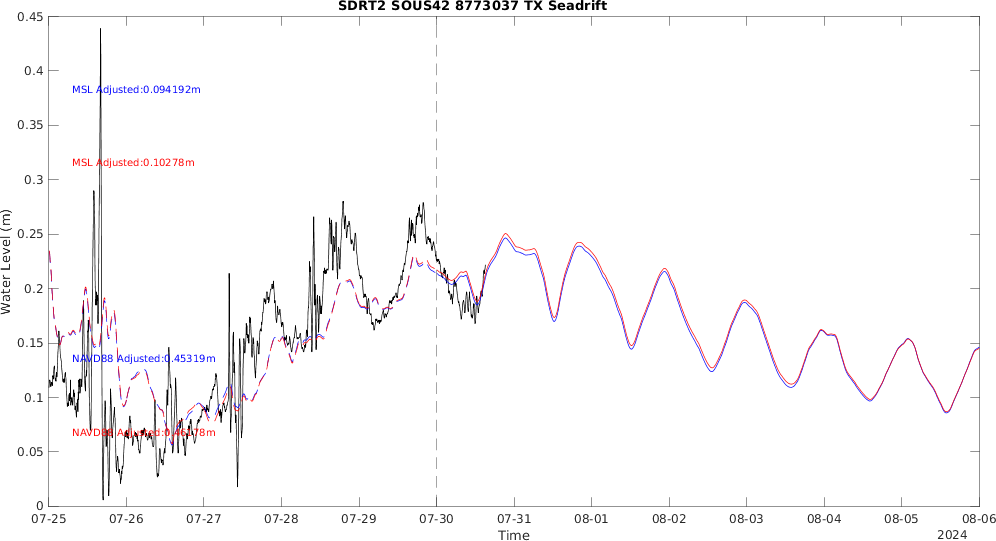 SDRT2 SOUS42 8773037 TX Seadrift
Water Level (m)
0.45
0.4
0.35
0.3
0.25
0.2
0.15
0.1
0.05
0
MSL Adjusted:0.094192m
MSL Adjusted:0.10278m
NAVD88 Adjusted:0.45319m
NAVD88 Adjusted:0.46178m
07-25 07-26 07-27 07-28 07-29 07-30 07-31 08-01 08-02 08-03 08-04 08-05 08-06
Time
2024